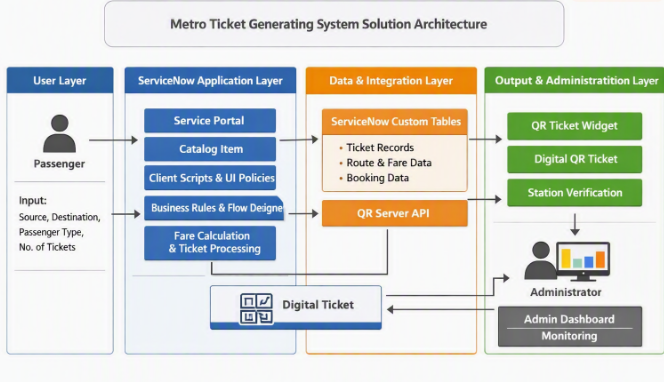 Metro Ticket Generating System Solution Architecture
User Layer
Passenger
Input:
Source, Destination,
Passenger Type,
No. of Tickets
ServiceNow Application Layer
Service Portal
Catalog Item
Client Scripts & UI Policies
Business Rules & Flow Designe
Fare Calculation
& Ticket Processing
Data & Integration Layer
ServiceNow Custom Tables
• Ticket Records
• Route & Fare Data
• Booking Data
QR Server API
Digital Ticket
Output & Administratition Layer
QR Ticket Widget
Digital QR Ticket
Station Verification
Administrator
Admin Dashboard
Monitoring